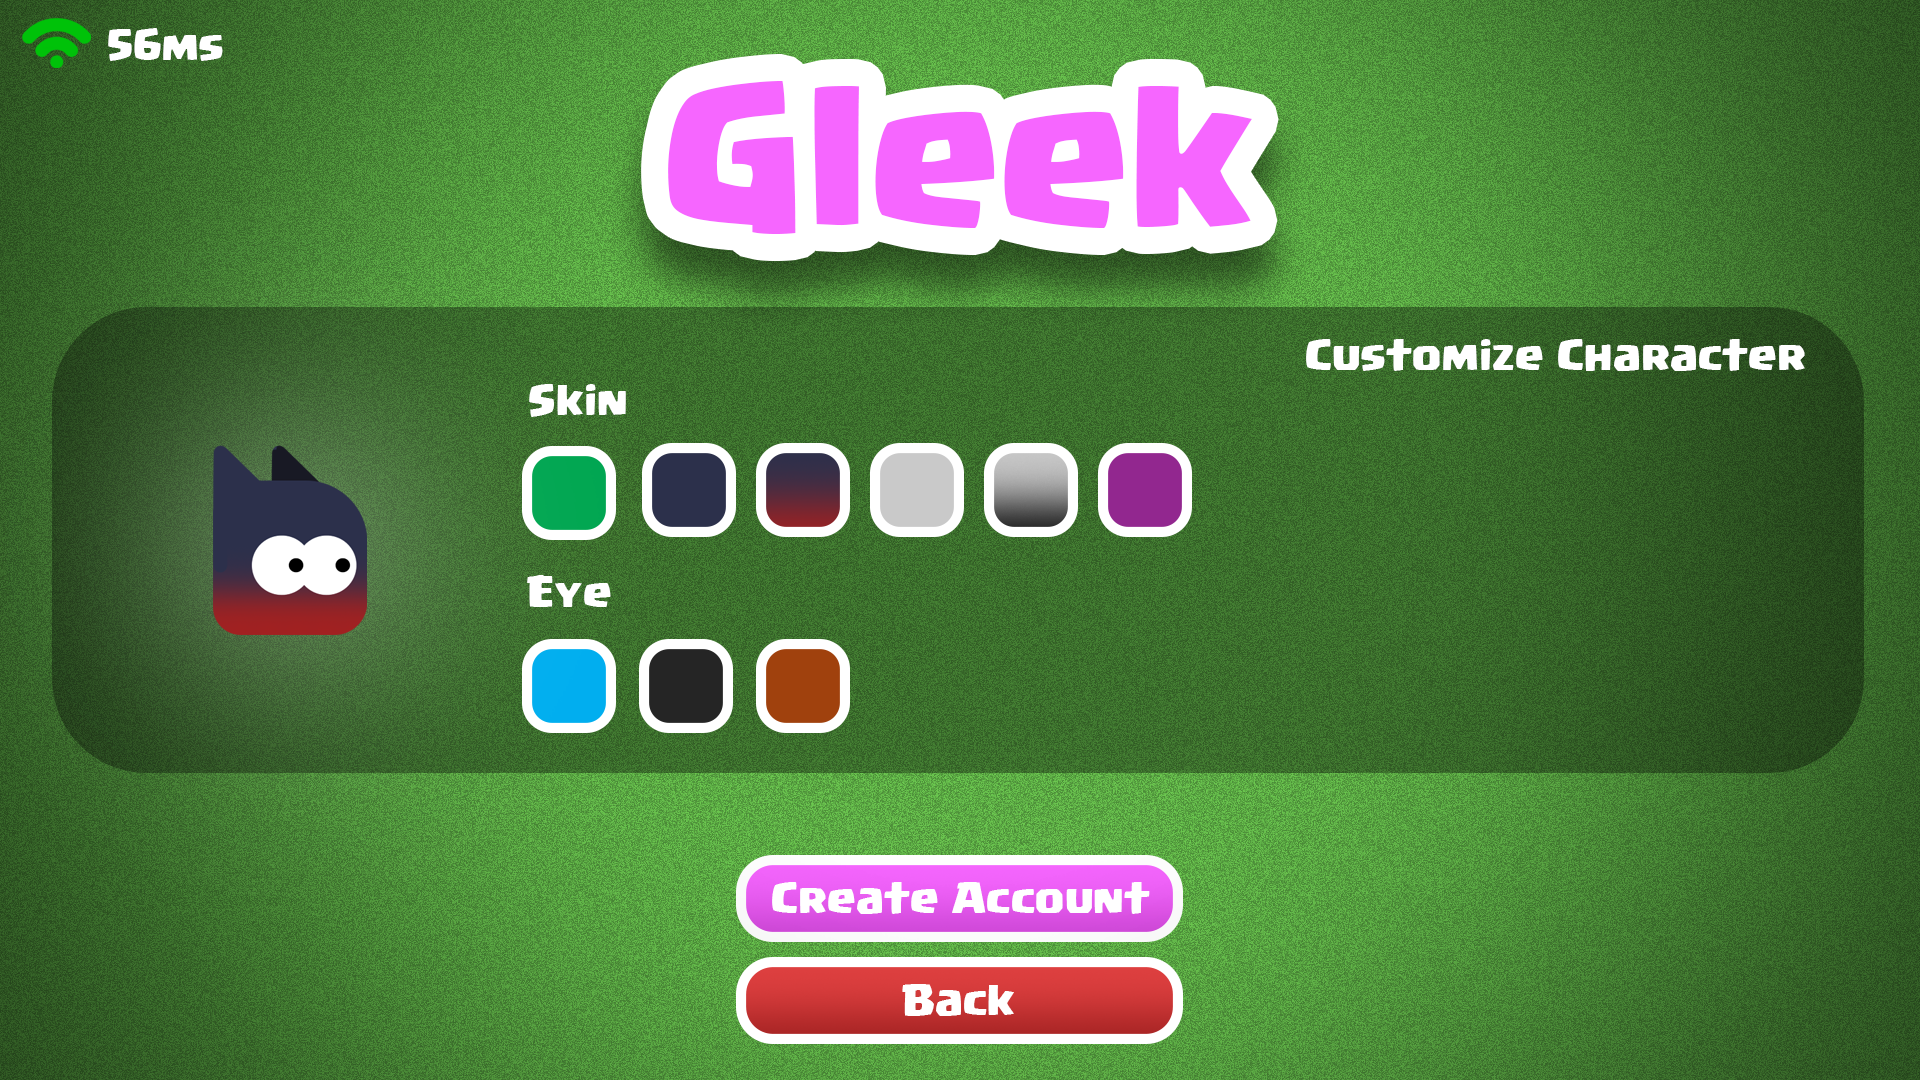 56ms
Gleek
Customize Character
Skin
Eye
Create Account
Back